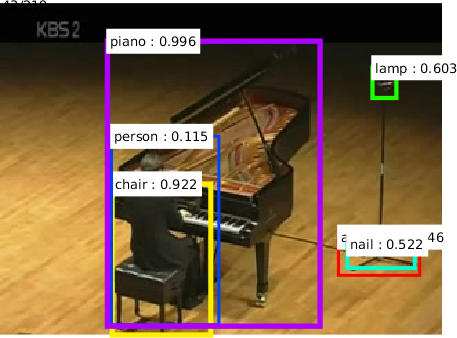 KBS2
piano : 0.996
lamp : 0.603
person : 0.115
chair : 0.922
46
nail : 0.522